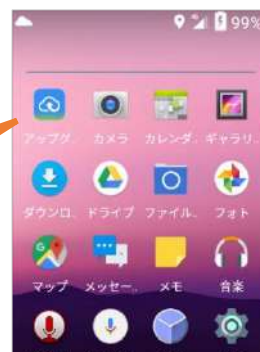 99%
アップグ. カメラ カレンダ. ギャラリ.
ダウンロ. ドライブ ファイル. フォト
マップ メッセー.. メモ 音楽